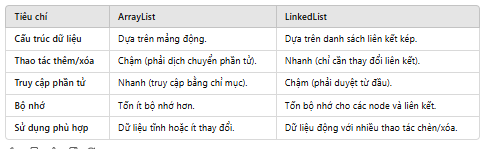 Tiêu chí ArrayList LinkedList
Cấu trúc dữ liệu Dựa trên mảng động. Dựa trên danh sách liên kết kép.
Thao tác thêm/xóa Chậm (phải dịch chuyển phần tử). Nhanh (chỉ cần thay đổi liên kết).
Truy cập phần tử Nhanh (truy cập bằng chỉ mục). Chậm (phải duyệt từ đầu).
Bộ nhớ Tốn ít bộ nhớ hơn. Tốn bộ nhớ cho các node và liên kết.
Sử dụng phù hợp Dữ liệu tĩnh hoặc ít thay đổi. Dữ liệu động với nhiều thao tác chèn/xóa.